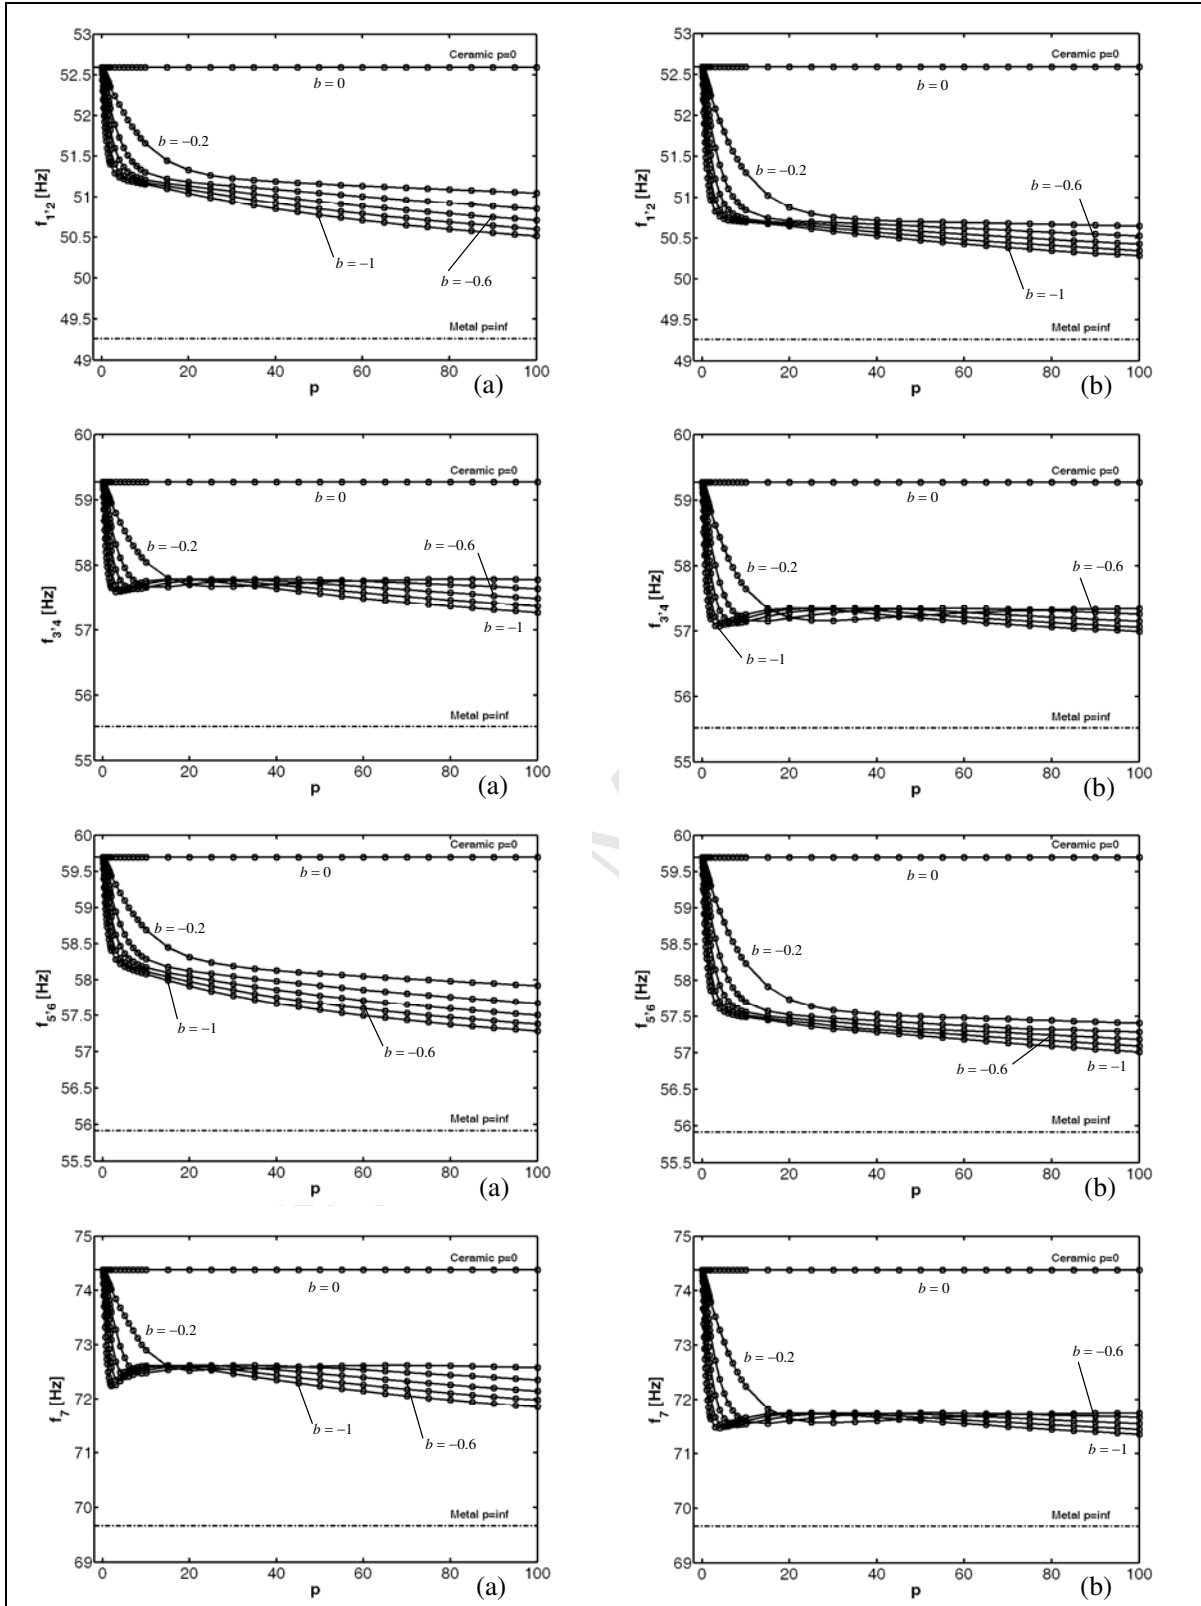 53
52.5
52
51.5
51
50.5
50
49.5
49
f1,2 [Hz]
Ceramic p=0
b = 0
b = −0.2
b = −1
b = −0.6
Metal p=inf
0 20 40 60 80 100
p
(a)
53
52.5
52
51.5
51
50.5
50
49.5
49
f1,2 [Hz]
Ceramic p=0
b = 0
b = −0.2
b = −0.6
b = −1
Metal p=inf
0 20 40 60 80 100
p
(b)
60
59
58
57
56
55
f3,4 [Hz]
Ceramic p=0
b = 0
b = −0.2
b = −0.6
b = −1
Metal p=inf
0 20 40 60 80 100
p
(a)
60
59
58
57
56
55
f3,4 [Hz]
Ceramic p=0
b = 0
b = −0.2
b = −0.6
b = −1
Metal p=inf
0 20 40 60 80 100
p
(b)
60
59.5
59
58.5
58
57.5
57
56.5
56
55.5
f5,6 [Hz]
Ceramic p=0
b = 0
b = −0.2
b = −1
b = −0.6
Metal p=inf
0 20 40 60 80 100
p
(a)
60
59.5
59
58.5
58
57.5
57
56.5
56
55.5
f5,6 [Hz]
Ceramic p=0
b = 0
b = −0.2
b = −0.6
b = −1
Metal p=inf
0 20 40 60 80 100
p
(b)
75
74
73
72
71
70
69
f7 [Hz]
Ceramic p=0
b = 0
b = −0.2
b = −1
b = −0.6
Metal p=inf
0 20 40 60 80 100
p
(a)
75
74
73
72
71
70
69
f7 [Hz]
Ceramic p=0
b = 0
b = −0.2
b = −0.6
b = −1
Metal p=inf
0 20 40 60 80 100
p
(b)